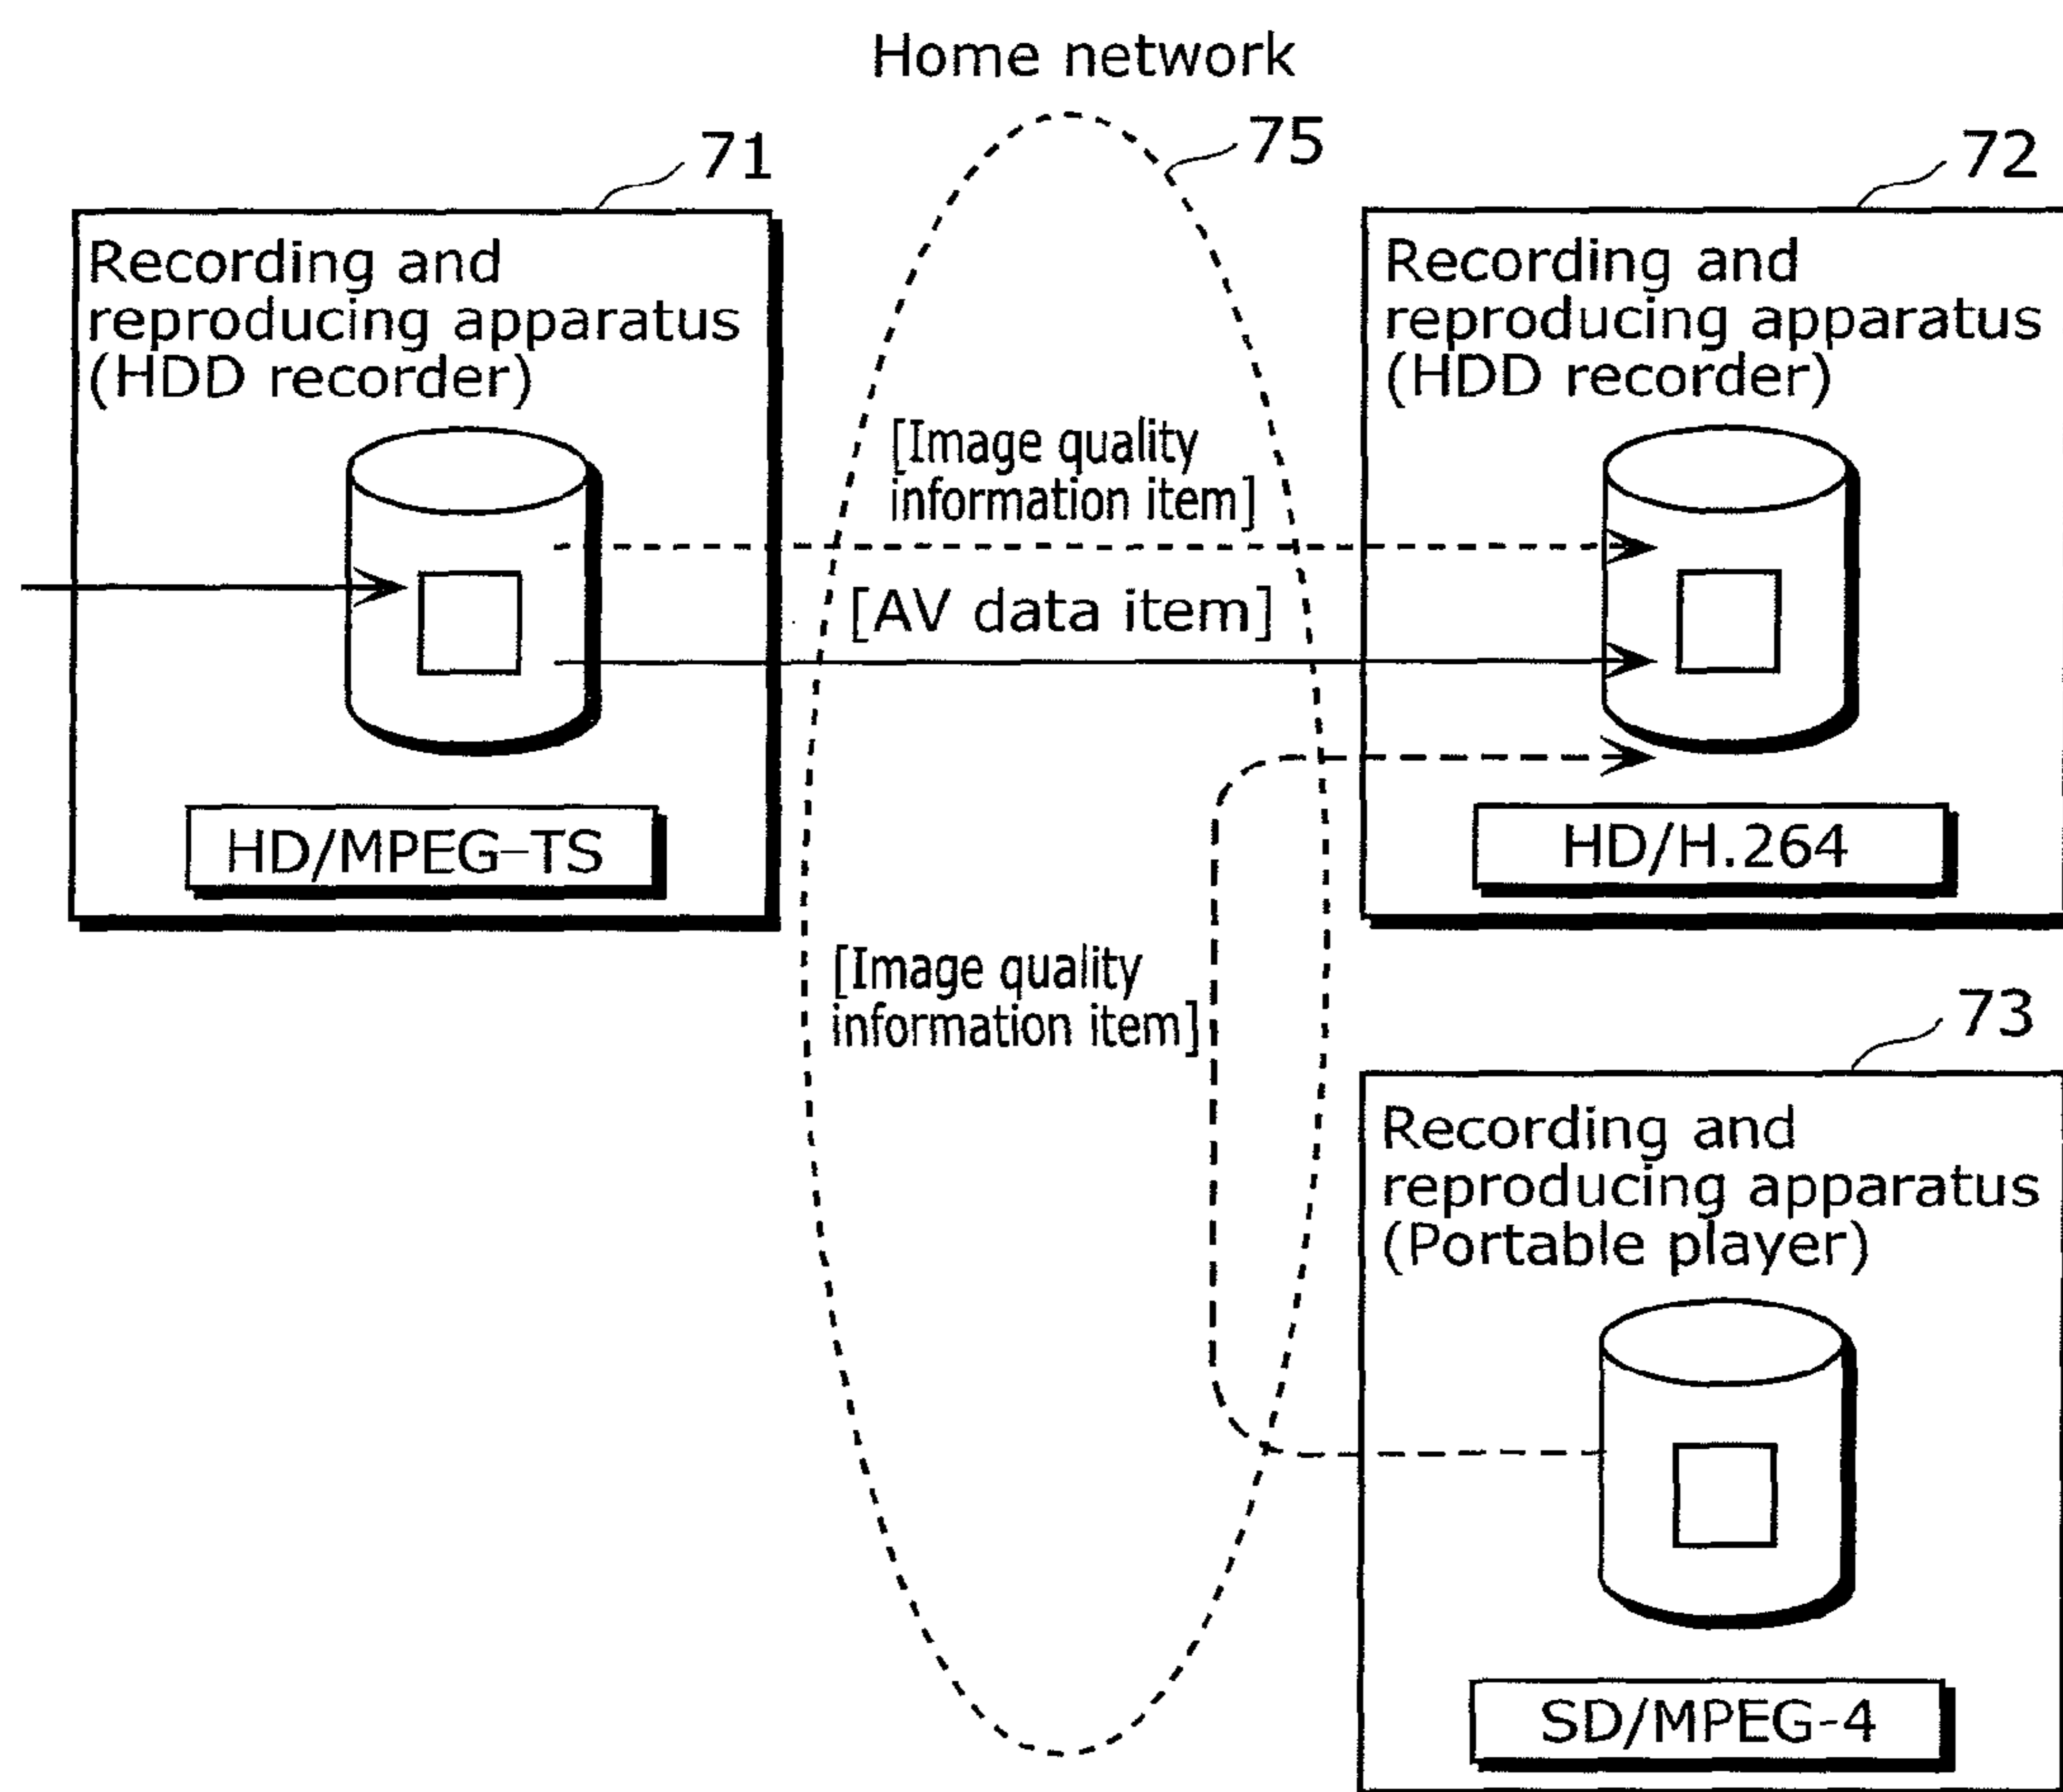 Home network
75
71
Recording and
reproducing apparatus
(HDD recorder)
HD/MPEG-TS
[Image quality
information item]
[AV data item]
[Image quality
information item]
72
Recording and
reproducing apparatus
(HDD recorder)
HD/H.264
73
Recording and
reproducing apparatus
(Portable player)
SD/MPEG-4